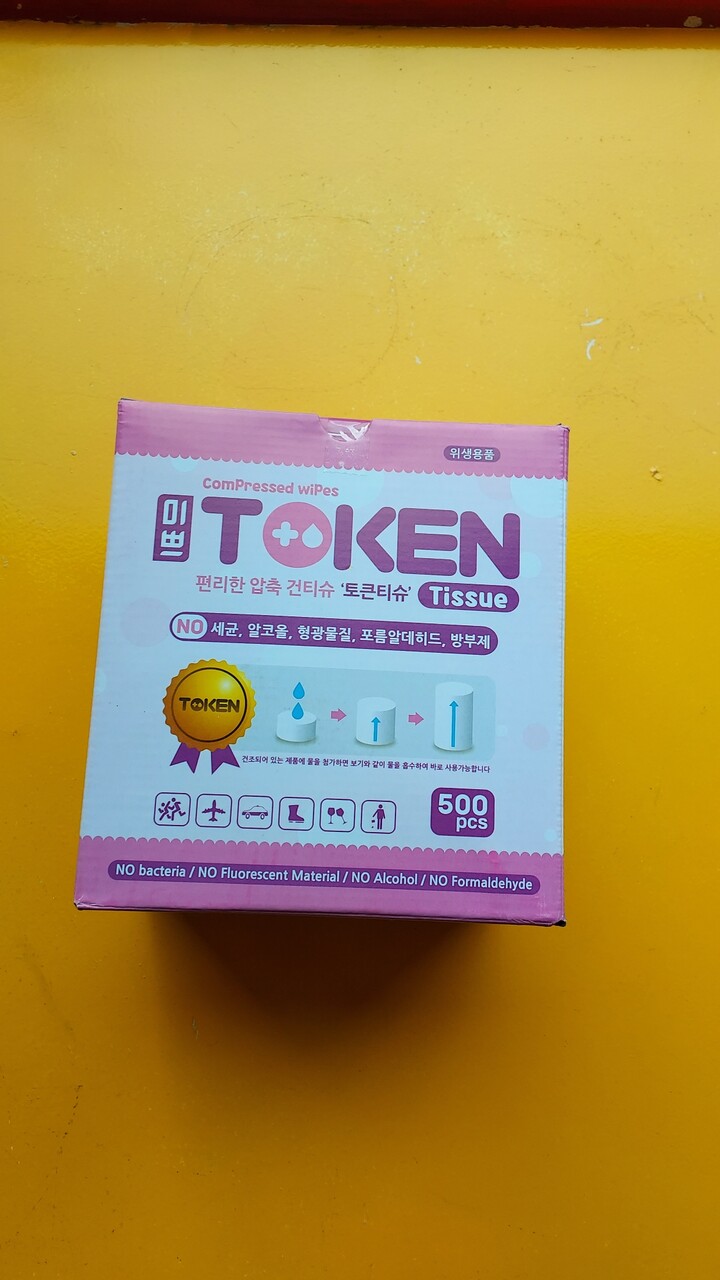 위생용품
ComPressed wiPes
미쁘 TOKEN
편리한 압축 건티슈 '토큰티슈' Tissue
NO 세균, 알코올, 형광물질, 포름알데히드, 방부제
TOKEN
건조되어 있는 제품에 물을 첨가하면 보기와 같이 물을 흡수하여 바로 사용가능합니다
500
pcs
NO bacteria / NO Fluorescent Material / NO Alcohol / NO Formaldehyde